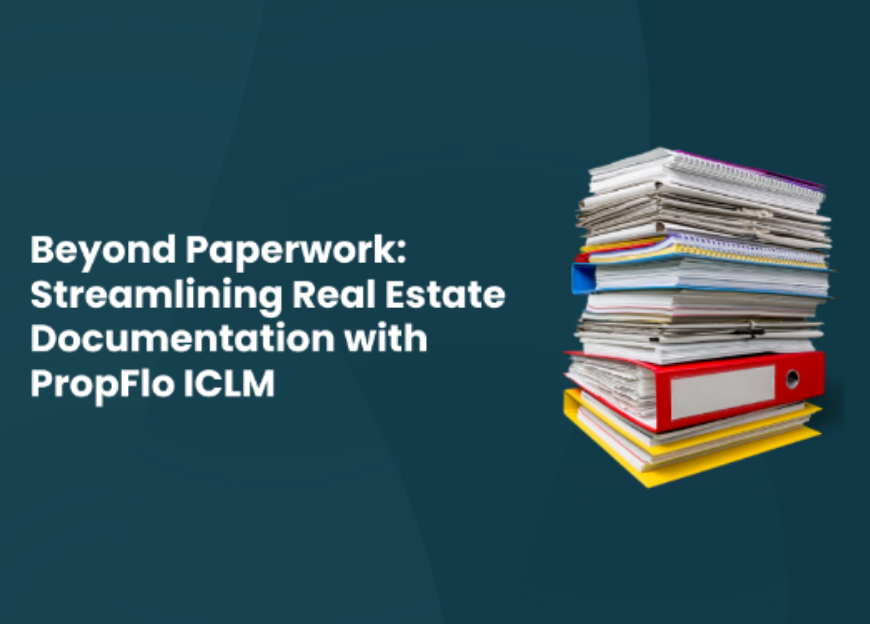 Beyond Paperwork:
Streamlining Real Estate
Documentation with
PropFlo ICLM